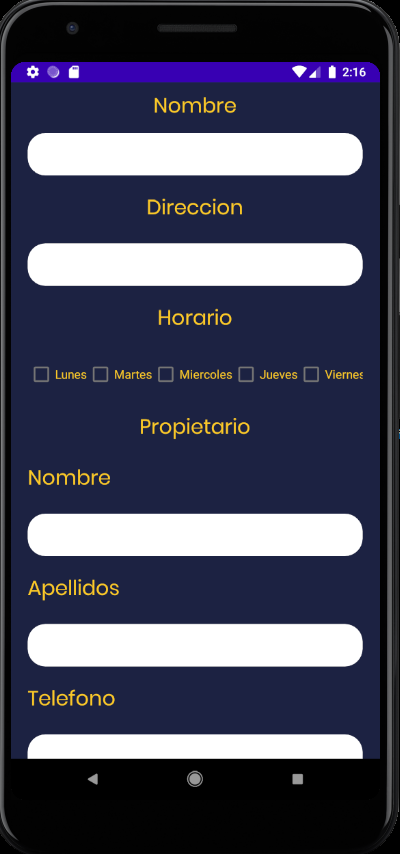 2:16
Nombre
Direccion
Horario
Lunes Martes Miercoles Jueves Viernes
Propietario
Nombre
Apellidos
Telefono